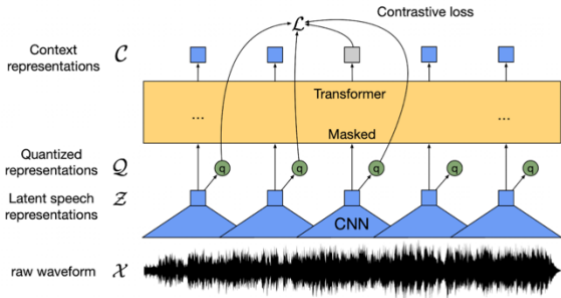 Contrastive loss
ℒ
Context
representations 𝒞
Transformer
... ...
Masked
Quantized
representations 𝒬
q q q q q
Latent speech
representations 𝒵
CNN
raw waveform 𝒳